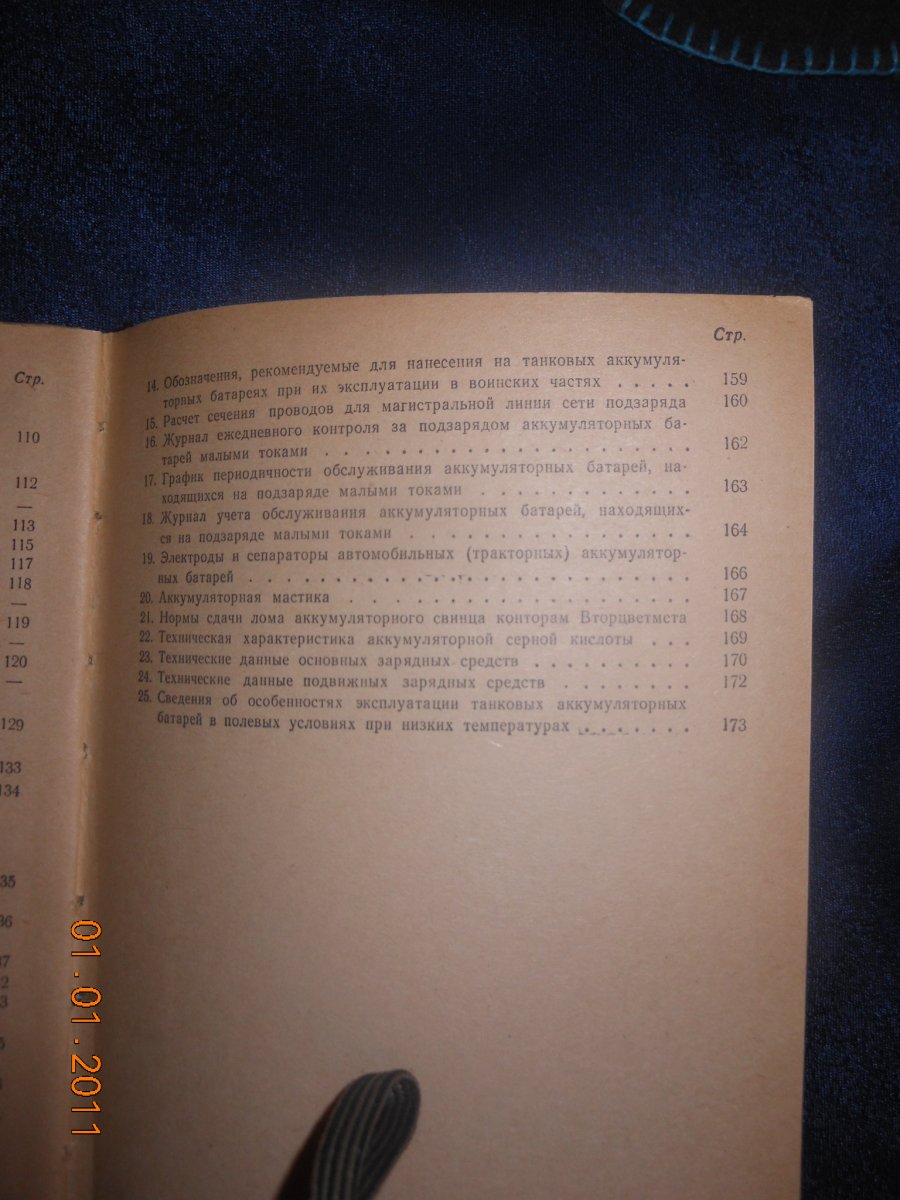 Стр.
110
112
—
113
115
117
118
—
119
—
120
—
129
133
134
Стр.
14. Обозначения, рекомендуемые для нанесения на танковых аккумуля-
торных батареях при их эксплуатации в воинских частях . . . . . 159
15. Расчет сечения проводов для магистральной линии сети подзаряда 160
16. Журнал ежедневного контроля за подзарядом аккумуляторных ба-
тарей малыми токами . . . . . . . . . . . . . . . . . . . . 162
17. График периодичности обслуживания аккумуляторных батарей, на-
ходящихся на подзаряде малыми токами . . . . . . . . . . . . 163
18. Журнал учета обслуживания аккумуляторных батарей, находящих-
ся на подзаряде малыми токами . . . . . . . . . . . . . . . . 164
19. Электроды и сепараторы автомобильных (тракторных) аккумулятор-
ных батарей . . . . . . . . . . . . . . . . . . . . . . . . 166
20. Аккумуляторная мастика . . . . . . . . . . . . . . . . . . 167
21. Нормы сдачи лома аккумуляторного свинца конторам Вторцветмета 168
22. Техническая характеристика аккумуляторной серной кислоты . . . 169
23. Технические данные основных зарядных средств . . . . . . . . . 170
24. Технические данные подвижных зарядных средств . . . . . . . . 172
25. Сведения об особенностях эксплуатации танковых аккумуляторных
батарей в полевых условиях при низких температурах . . . . . . . 173
01.01.2011